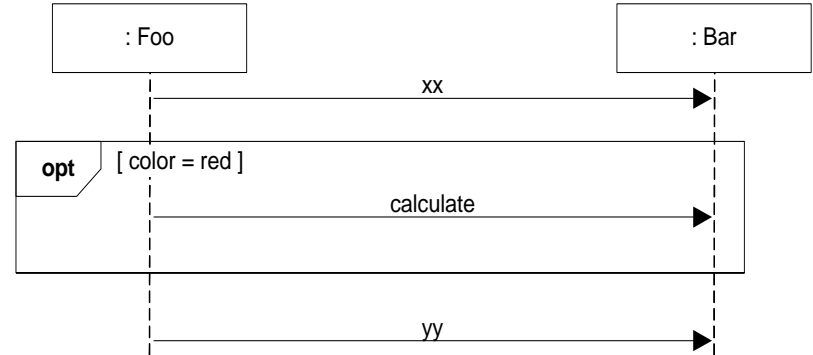 : Foo
: Bar
xx
opt
[ color = red ]
calculate
yy